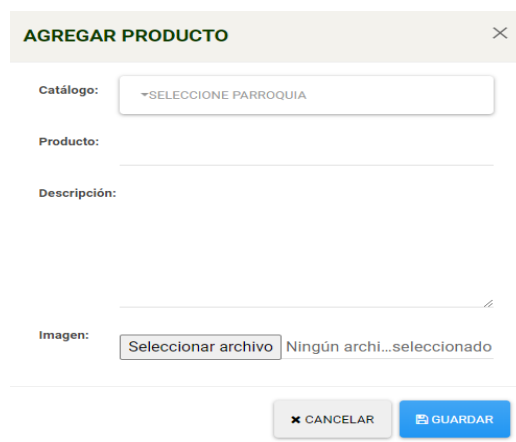 AGREGAR PRODUCTO
Catálogo:
SELECCIONE PARROQUIA
Producto:
Descripción:
Imagen:
Seleccionar archivo Ningún archi...seleccionado
CANCELAR GUARDAR